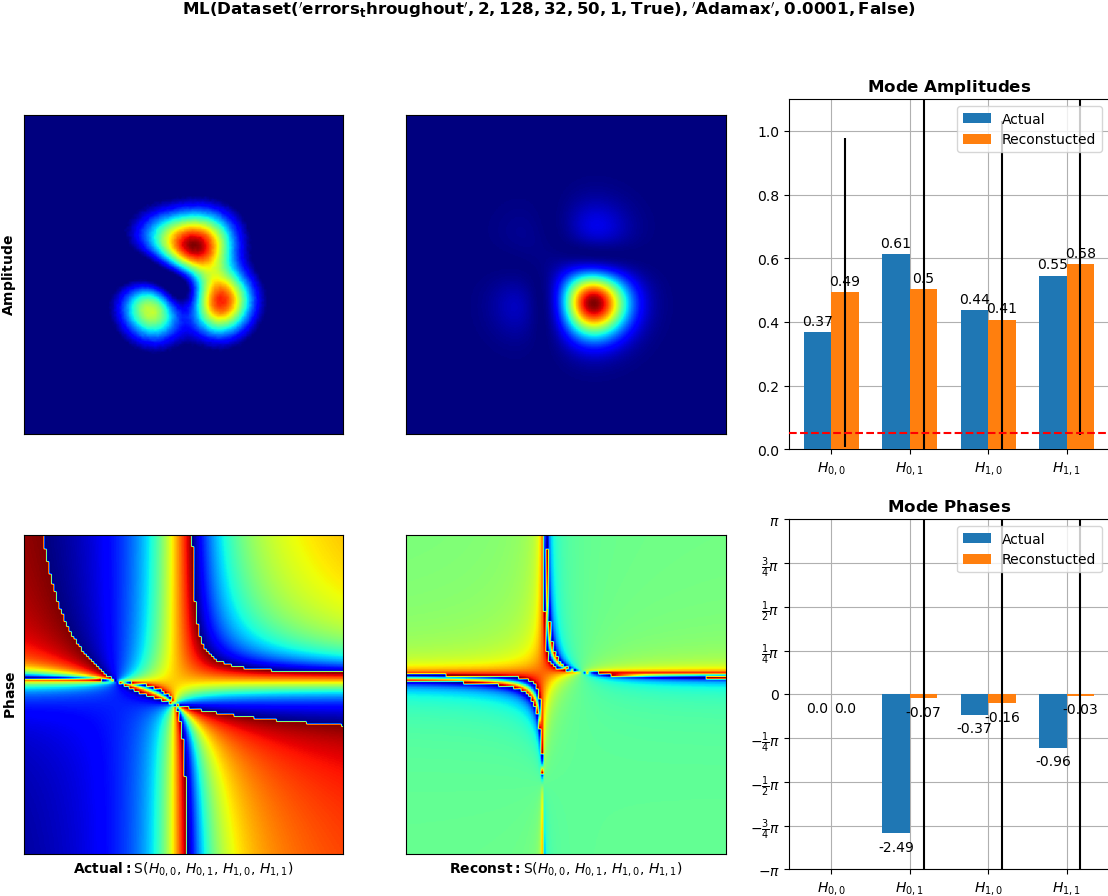 ML(Dataset('errors_throughout', 2, 128, 32, 50, 1, True), 'Adamax', 0.0001, False)
Mode Amplitudes
Amplitude
Actual
Reconstucted
1.0
0.8
0.6
0.4
0.2
0.0
0.37
0.49
0.61
0.5
0.44
0.41
0.55
0.58
H0,0
H0,1
H1,0
H1,1
Mode Phases
Phase
Actual
Reconstucted
π
3/4π
1/2π
1/4π
0
−1/4π
−1/2π
−3/4π
−π
0.0
0.0
-2.49
-0.07
-0.37
-0.16
-0.96
-0.03
H0,0
H0,1
H1,0
H1,1
Actual: S(H0,0, H0,1, H1,0, H1,1)
Reconst: S(H0,0, H0,1, H1,0, H1,1)